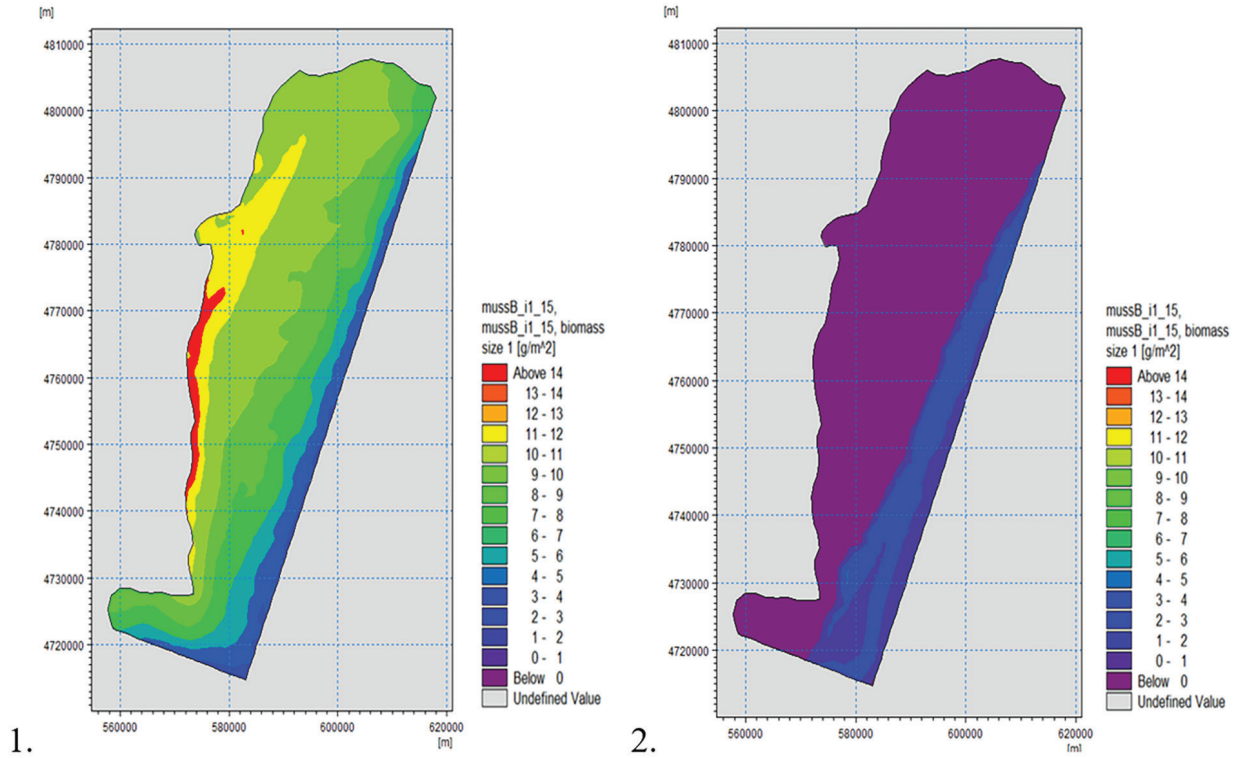 [m]
4810000
4800000
4790000
4780000
4770000
4760000
4750000
4740000
4730000
4720000
560000 580000 600000 620000
[m]
mussB_i1_15,
mussB_i1_15, biomass
size 1 [g/m^2]
Above 14
13 - 14
12 - 13
11 - 12
10 - 11
9 - 10
8 - 9
7 - 8
6 - 7
5 - 6
4 - 5
3 - 4
2 - 3
1 - 2
0 - 1
Below 0
Undefined Value
1.
[m]
4810000
4800000
4790000
4780000
4770000
4760000
4750000
4740000
4730000
4720000
560000 580000 600000 620000
[m]
mussB_i1_15,
mussB_i1_15, biomass
size 1 [g/m^2]
Above 14
13 - 14
12 - 13
11 - 12
10 - 11
9 - 10
8 - 9
7 - 8
6 - 7
5 - 6
4 - 5
3 - 4
2 - 3
1 - 2
0 - 1
Below 0
Undefined Value
2.